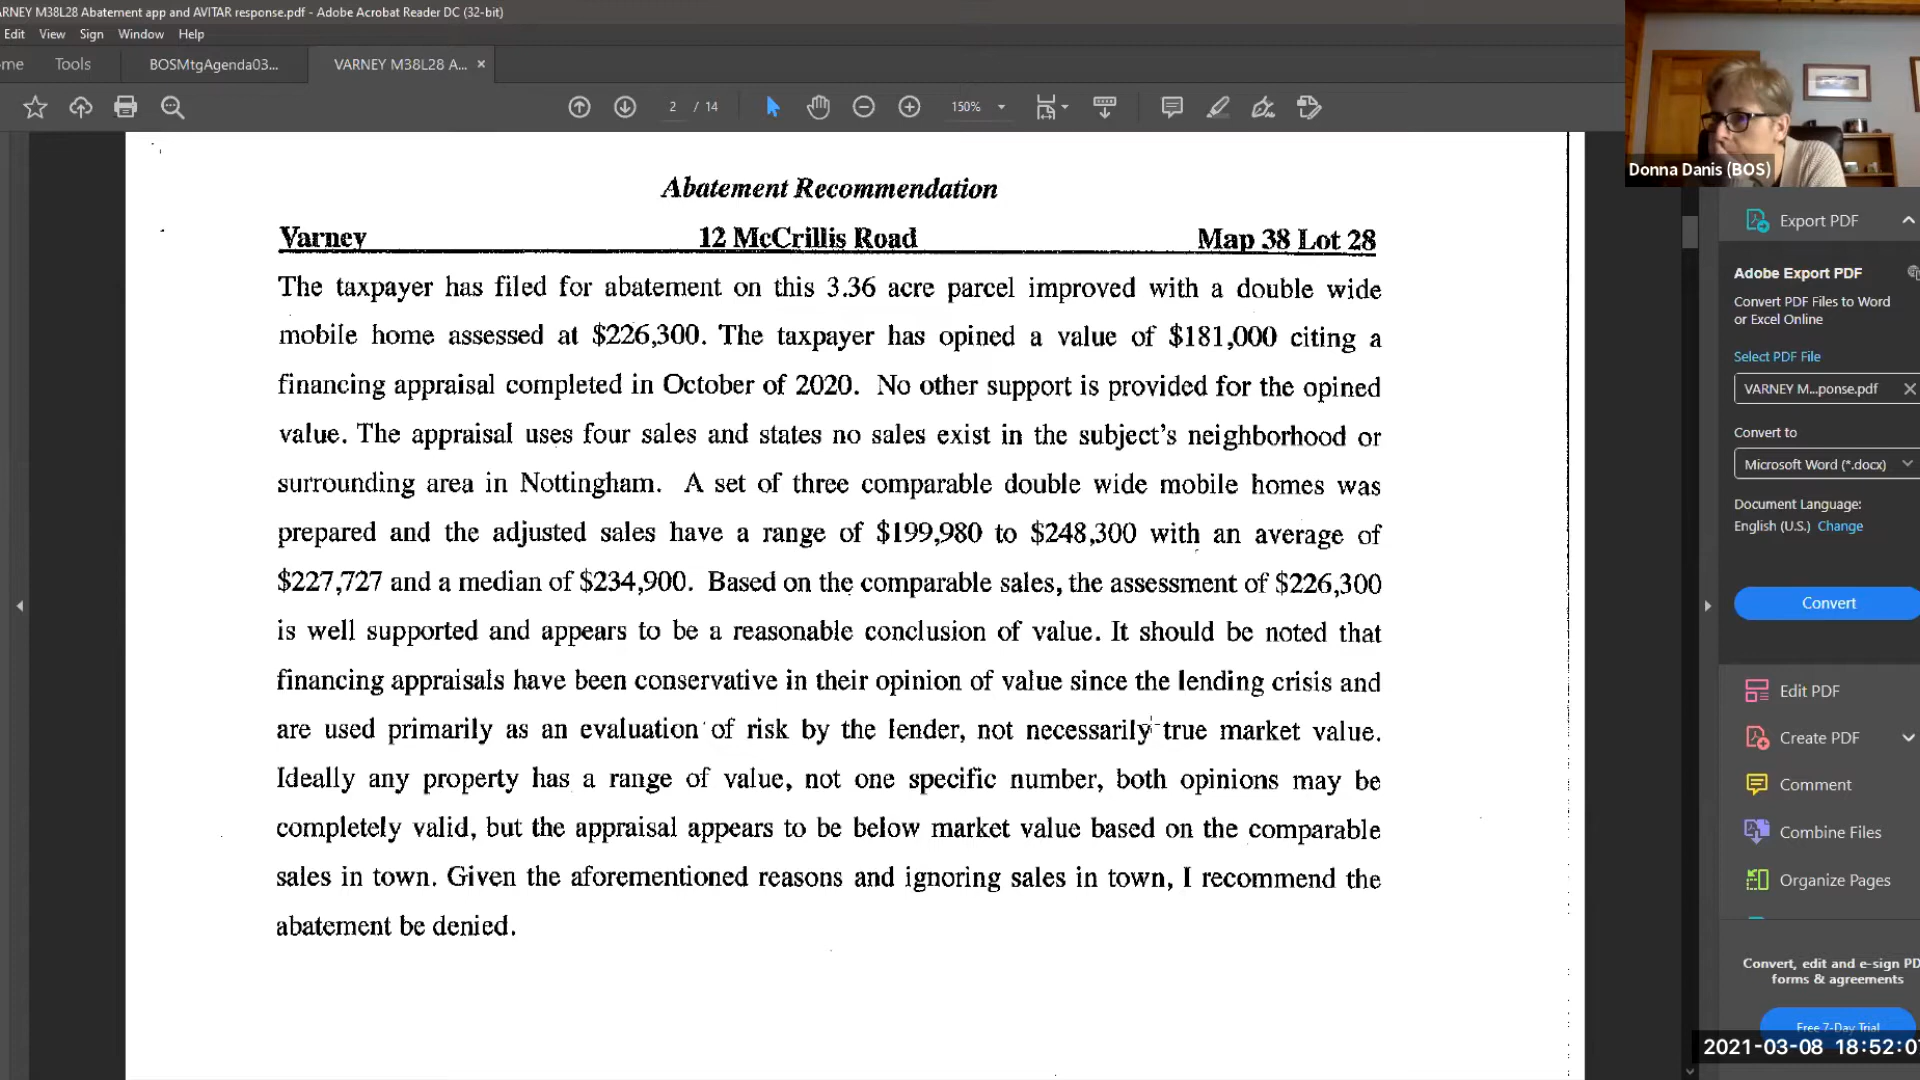 ARNEY M38L28 Abatement app and AVITAR response.pdf - Adobe Acrobat Reader DC (32-bit)
Edit View Sign Window Help
me Tools BOSMtgAgenda03... VARNEY M38L28 A... ×
2 / 14 150%
Donna Danis (BOS)
Abatement Recommendation
Varney 12 McCrillis Road Map 38 Lot 28
The taxpayer has filed for abatement on this 3.36 acre parcel improved with a double wide
mobile home assessed at $226,300. The taxpayer has opined a value of $181,000 citing a
financing appraisal completed in October of 2020. No other support is provided for the opined
value. The appraisal uses four sales and states no sales exist in the subject's neighborhood or
surrounding area in Nottingham. A set of three comparable double wide mobile homes was
prepared and the adjusted sales have a range of $199,980 to $248,300 with an average of
$227,727 and a median of $234,900. Based on the comparable sales, the assessment of $226,300
is well supported and appears to be a reasonable conclusion of value. It should be noted that
financing appraisals have been conservative in their opinion of value since the lending crisis and
are used primarily as an evaluation of risk by the lender, not necessarily true market value.
Ideally any property has a range of value, not one specific number, both opinions may be
completely valid, but the appraisal appears to be below market value based on the comparable
sales in town. Given the aforementioned reasons and ignoring sales in town, I recommend the
abatement be denied.
Export PDF
Adobe Export PDF
Convert PDF Files to Word
or Excel Online
Select PDF File
VARNEY M...ponse.pdf
Convert to
Microsoft Word (*.docx)
Document Language:
English (U.S.) Change
Convert
Edit PDF
Create PDF
Comment
Combine Files
Organize Pages
Convert, edit and e-sign PD
forms & agreements
Free 7-Day Trial
2021-03-08 18:52:07